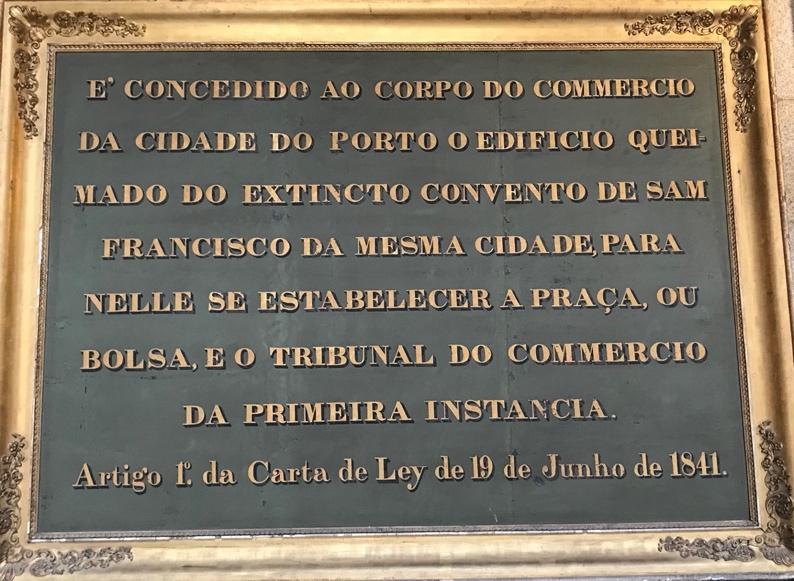 E' CONCEDIDO AO CORPO DO COMMERCIO
DA CIDADE DO PORTO O EDIFICIO QUEI-
MADO DO EXTINCTO CONVENTO DE SAM
FRANCISCO DA MESMA CIDADE, PARA
NELLE SE ESTABELECER A PRAÇA, OU
BOLSA, E O TRIBUNAL DO COMMERCIO
DA PRIMEIRA INSTANCIA.
Artigo 1º. da Carta de Ley de 19 de Junho de 1841.